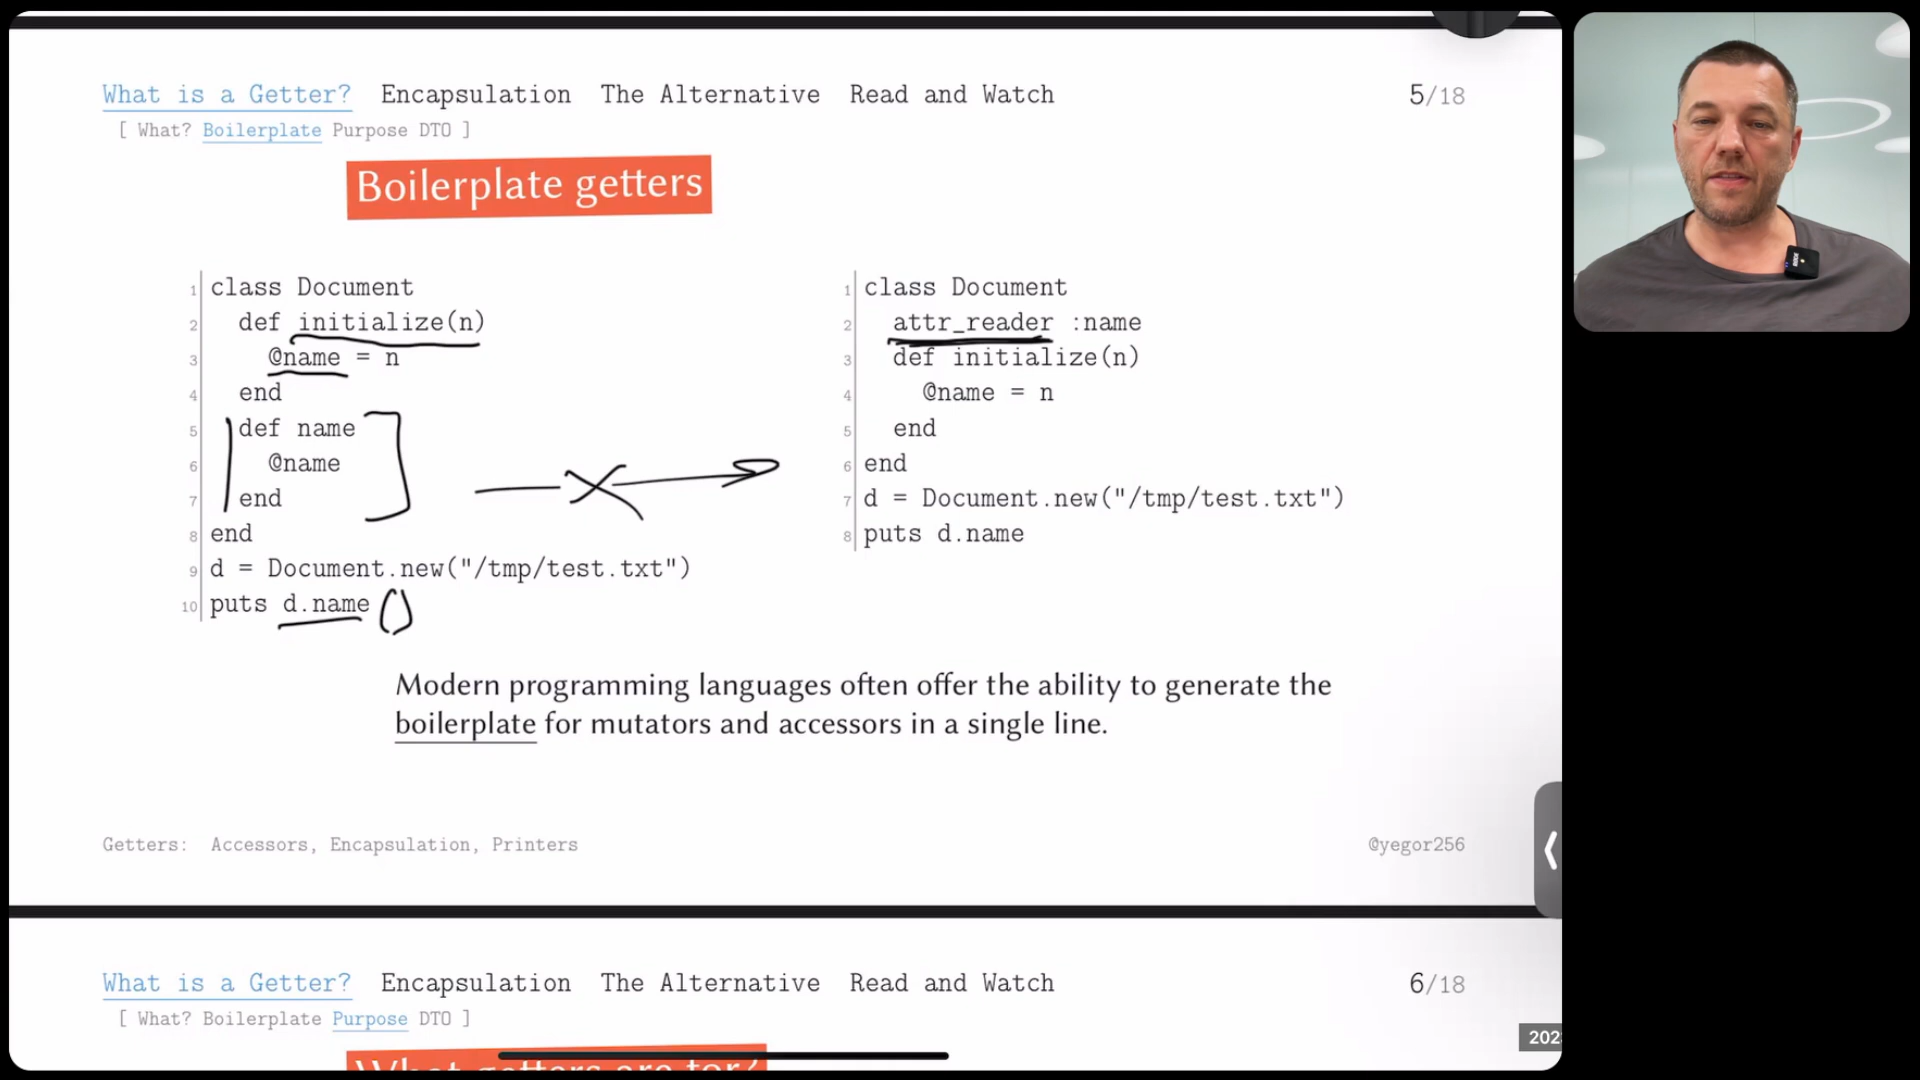 What is a Getter? Encapsulation The Alternative Read and Watch 5/18
[ What? Boilerplate Purpose DTO ]
Boilerplate getters
1 class Document
2 def initialize(n)
3 @name = n
4 end
5 def name
6 @name
7 end
8 end
9 d = Document.new("/tmp/test.txt")
10 puts d.name ()
1 class Document
2 attr_reader :name
3 def initialize(n)
4 @name = n
5 end
6 end
7 d = Document.new("/tmp/test.txt")
8 puts d.name
Modern programming languages often offer the ability to generate the
boilerplate for mutators and accessors in a single line.
Getters: Accessors, Encapsulation, Printers @yegor256
What is a Getter? Encapsulation The Alternative Read and Watch 6/18
[ What? Boilerplate Purpose DTO ]
202
What getters are for?